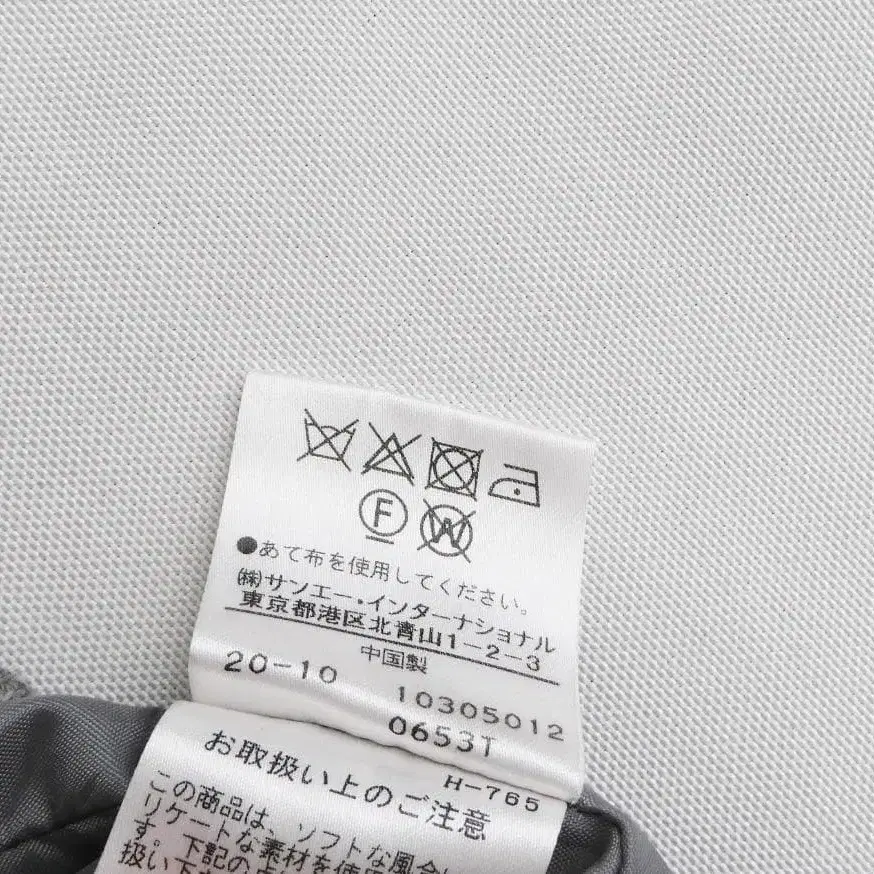 F W
●あて布を使用してください。
㈱サンエー・インターナショナル
東京都港区北青山1-2-3
中国製
20-10 10305012
0653T
H-765
お取扱い上のご注意
この商品は、ソフトな風合
リケートな素材を使
す。下記の
扱い下